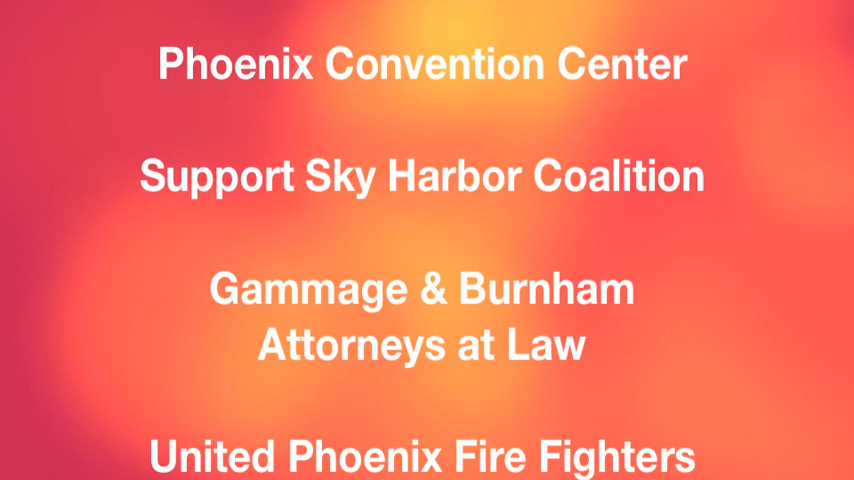 Phoenix Convention Center
Support Sky Harbor Coalition
Gammage & Burnham
Attorneys at Law
United Phoenix Fire Fighters